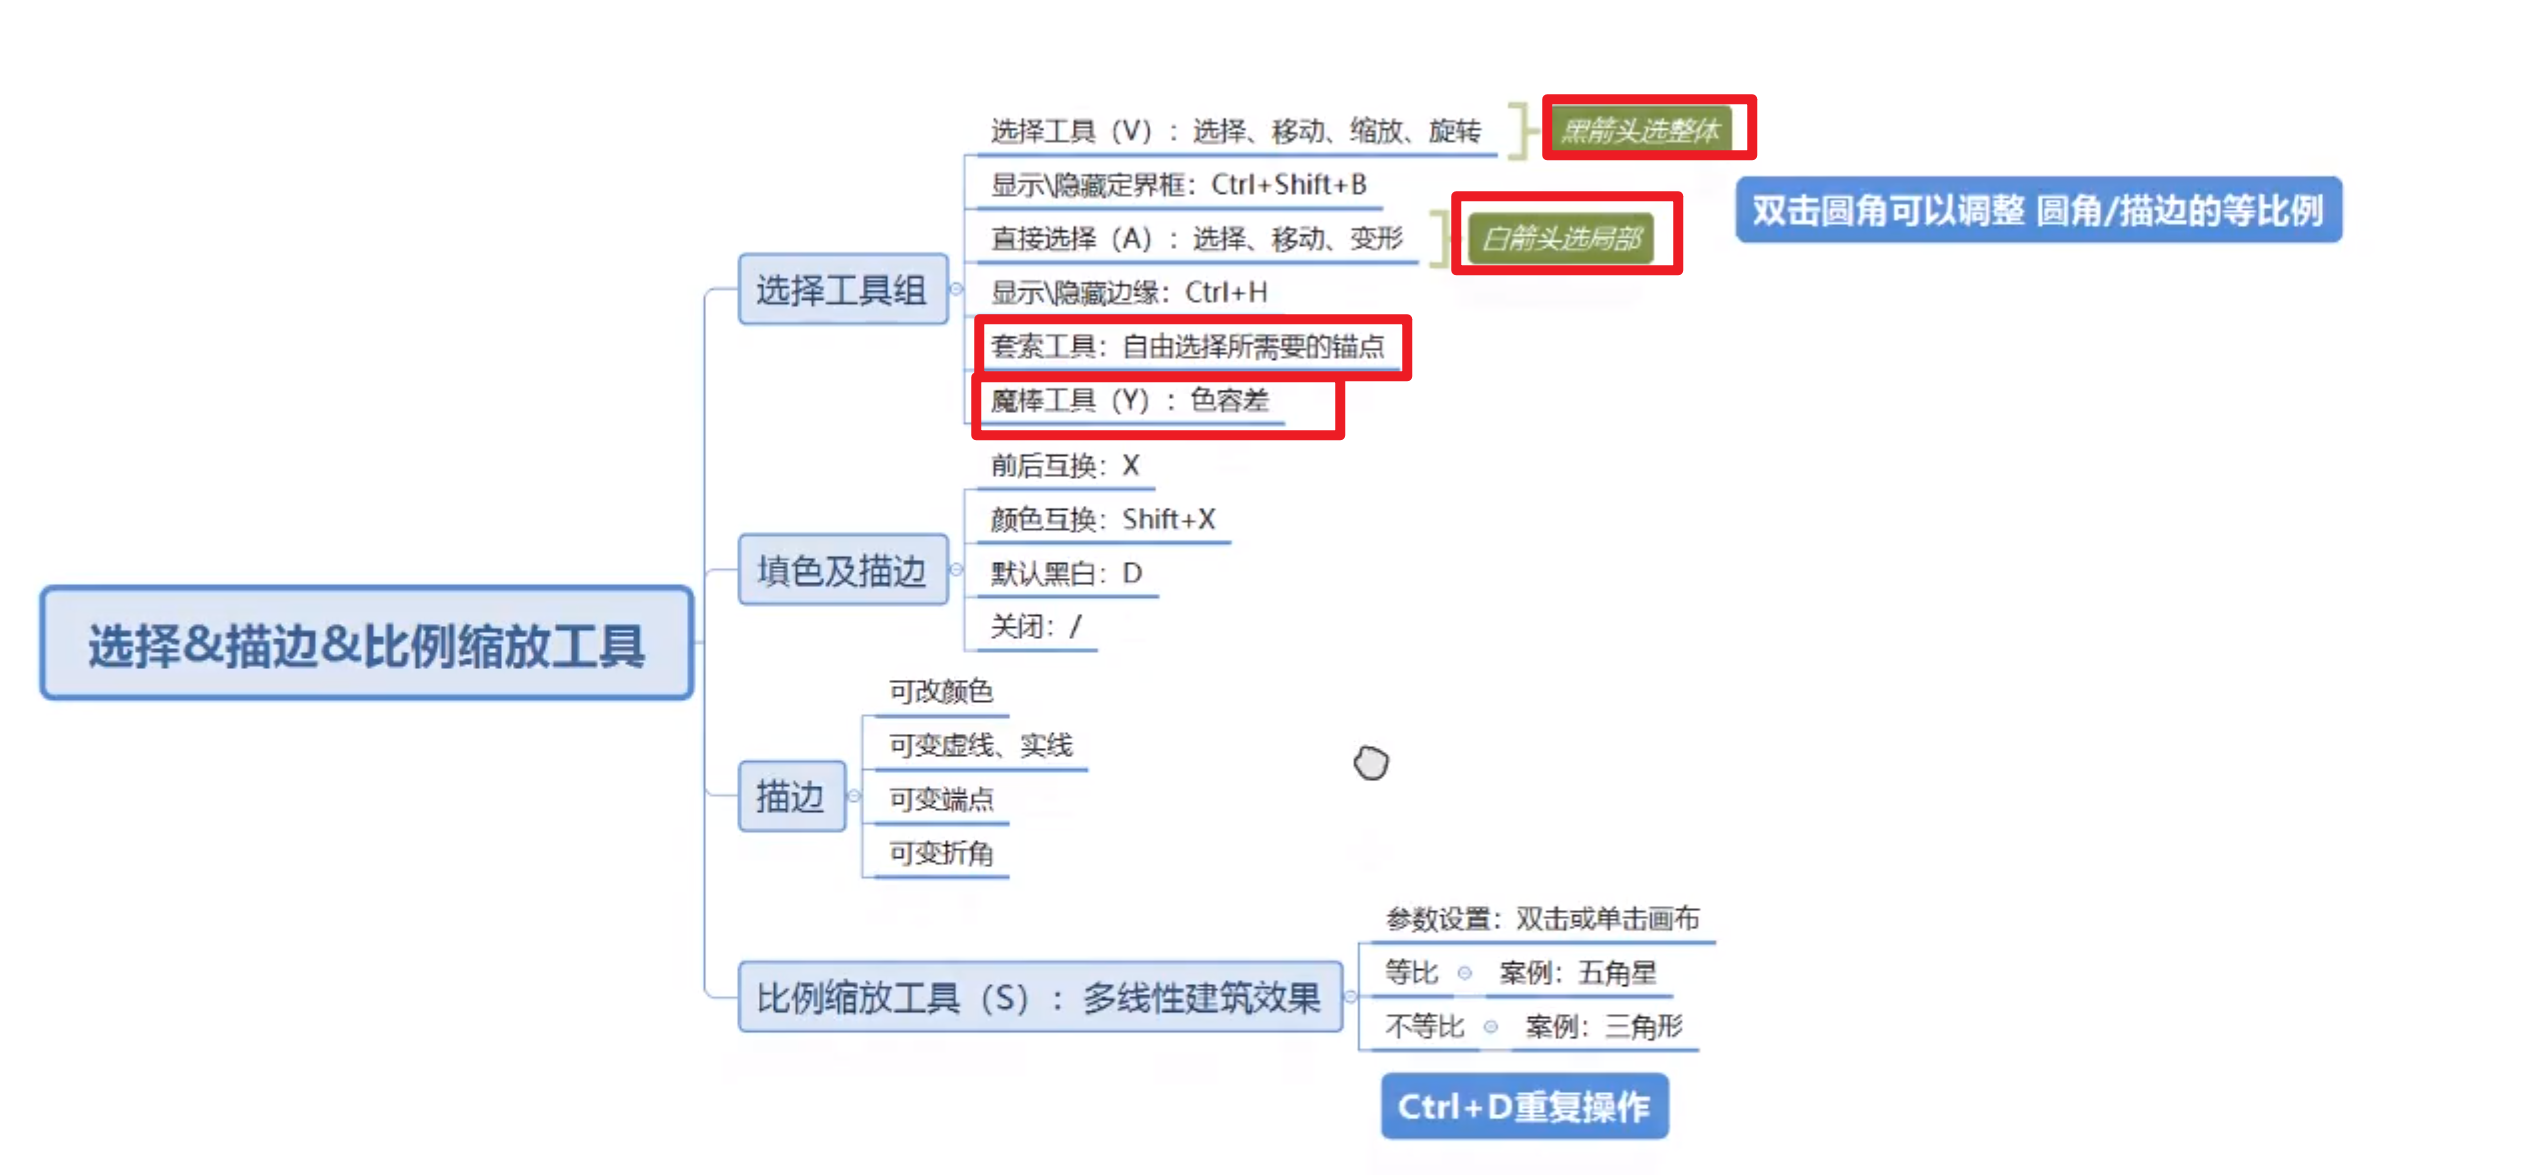 选择&描边&比例缩放工具
选择工具组
选择工具（V）：选择、移动、缩放、旋转
黑箭头选整体
显示\隐藏定界框：Ctrl+Shift+B
直接选择（A）：选择、移动、变形
白箭头选局部
双击圆角可以调整 圆角/描边的等比例
显示\隐藏边缘：Ctrl+H
套索工具：自由选择所需要的锚点
魔棒工具（Y）：色容差
填色及描边
前后互换：X
颜色互换：Shift+X
默认黑白：D
关闭：/
描边
可改颜色
可变虚线、实线
可变端点
可变折角
比例缩放工具（S）：多线性建筑效果
参数设置：双击或单击画布
等比 案例：五角星
不等比 案例：三角形
Ctrl+D重复操作